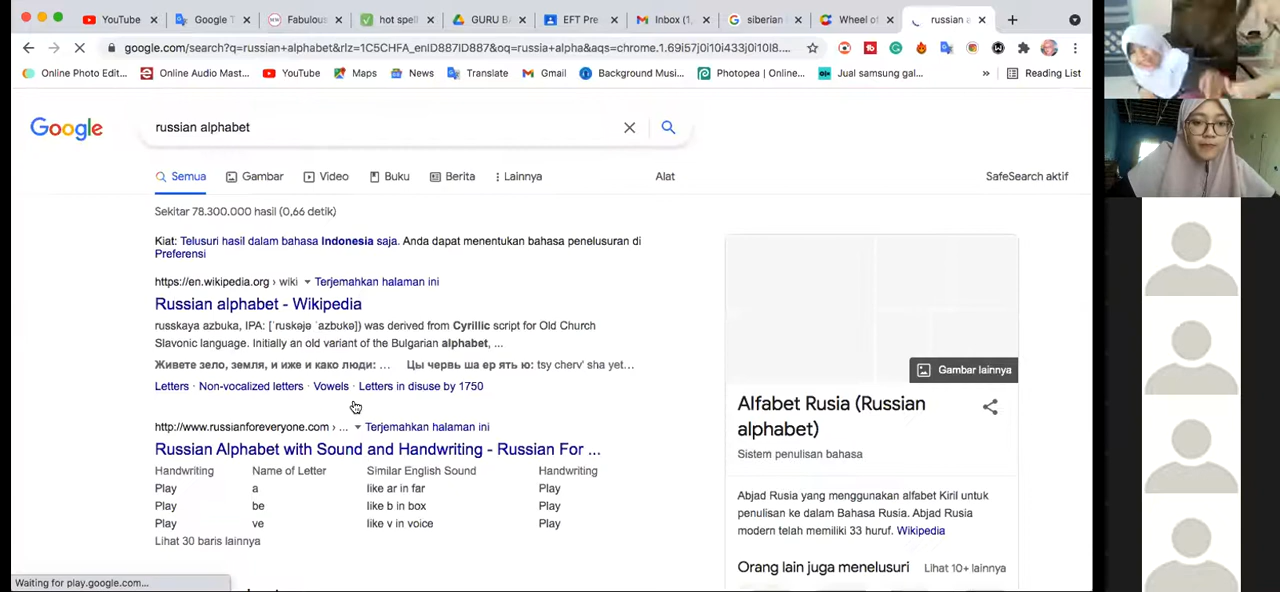 YouTube
Google T
Fabulous
hot spel
GURU BA
EFT Pre
Inbox (1,
siberian
Wheel of
russian a
google.com/search?q=russian+alphabet&rlz=1C5CHFA_enID887ID887&oq=russia+alpha&aqs=chrome.1.69i57j0i10i433j0i10l8....
Online Photo Edit...
Online Audio Mast...
YouTube
Maps
News
Translate
Gmail
Background Musi...
Photopea | Online...
Jual samsung gal...
»
Reading List
Google
russian alphabet
Semua
Gambar
Video
Buku
Berita
Lainnya
Alat
SafeSearch aktif
Sekitar 78.300.000 hasil (0,66 detik)
Kiat: Telusuri hasil dalam bahasa Indonesia saja. Anda dapat menentukan bahasa penelusuran di
Preferensi
https://en.wikipedia.org › wiki Terjemahkan halaman ini
Russian alphabet - Wikipedia
russkaya azbuka, IPA: [ˈruskəjə ˈazbʊkə]) was derived from Cyrillic script for Old Church
Slavonic language. Initially an old variant of the Bulgarian alphabet, ...
Живете зело, земля, и иже и како люди: ... Цы червь ша ер ять ю: tsy cherv' sha yet...
Letters · Non-vocalized letters · Vowels · Letters in disuse by 1750
http://www.russianforeveryone.com › ... Terjemahkan halaman ini
Russian Alphabet with Sound and Handwriting - Russian For ...
Handwriting Name of Letter Similar English Sound Handwriting
Play a like ar in far Play
Play be like b in box Play
Play ve like v in voice Play
Lihat 30 baris lainnya
Gambar lainnya
Alfabet Rusia (Russian
alphabet)
Sistem penulisan bahasa
Abjad Rusia yang menggunakan alfabet Kiril untuk
penulisan ke dalam Bahasa Rusia. Abjad Rusia
modern telah memiliki 33 huruf. Wikipedia
Orang lain juga menelusuri
Lihat 10+ lainnya
Waiting for play.google.com...